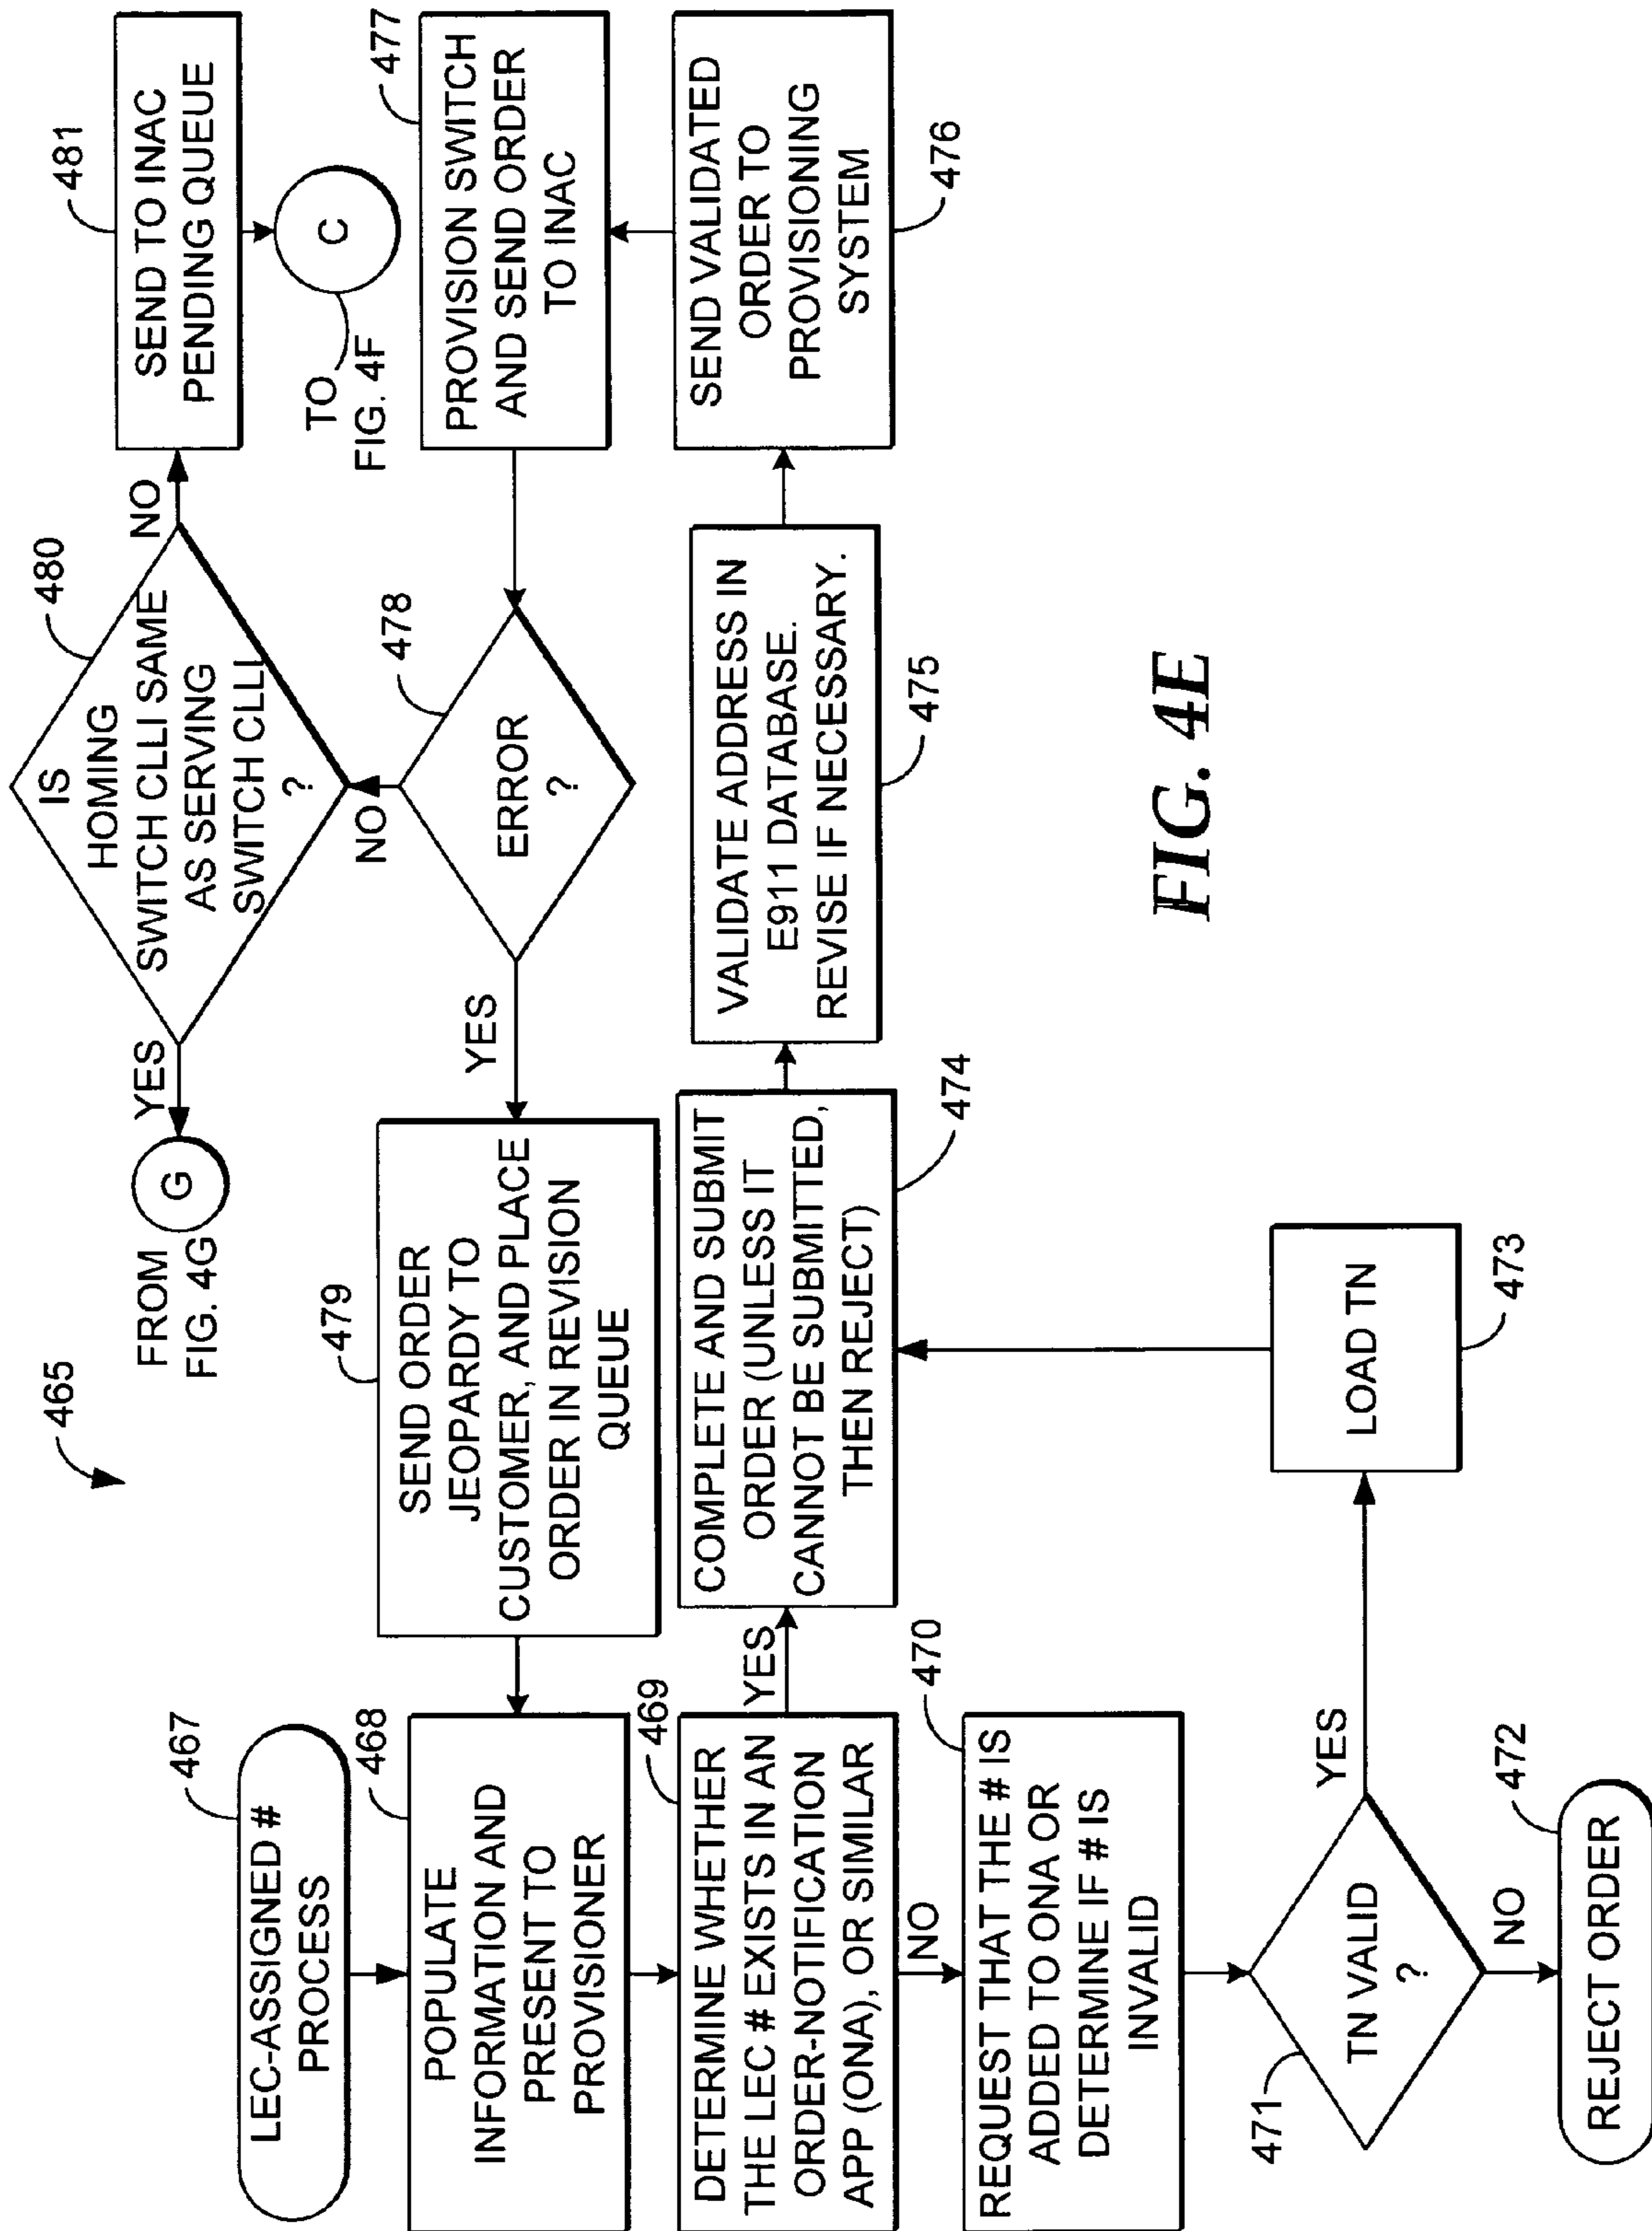 465
467
LEC-ASSIGNED #
PROCESS
468
POPULATE
INFORMATION AND
PRESENT TO
PROVISIONER
469
DETERMINE WHETHER
THE LEC # EXISTS IN AN
ORDER-NOTIFICATION
APP (ONA), OR SIMILAR
YES
NO
470
REQUEST THAT THE # IS
ADDED TO ONA OR
DETERMINE IF # IS
INVALID
471
TN VALID
?
YES
NO
472
REJECT ORDER
473
LOAD TN
474
COMPLETE AND SUBMIT
ORDER (UNLESS IT
CANNOT BE SUBMITTED,
THEN REJECT)
475
VALIDATE ADDRESS IN
E911 DATABASE.
REVISE IF NECESSARY.
476
SEND VALIDATED
ORDER TO
PROVISIONING
SYSTEM
477
PROVISION SWITCH
AND SEND ORDER
TO INAC
478
ERROR
?
YES
NO
479
SEND ORDER
JEOPARDY TO
CUSTOMER, AND PLACE
ORDER IN REVISION
QUEUE
480
IS
HOMING
SWITCH CLLI SAME
AS SERVING
SWITCH CLLI
?
YES
G
FROM
FIG. 4G
NO
481
SEND TO INAC
PENDING QUEUE
C
TO
FIG. 4F
FIG. 4E